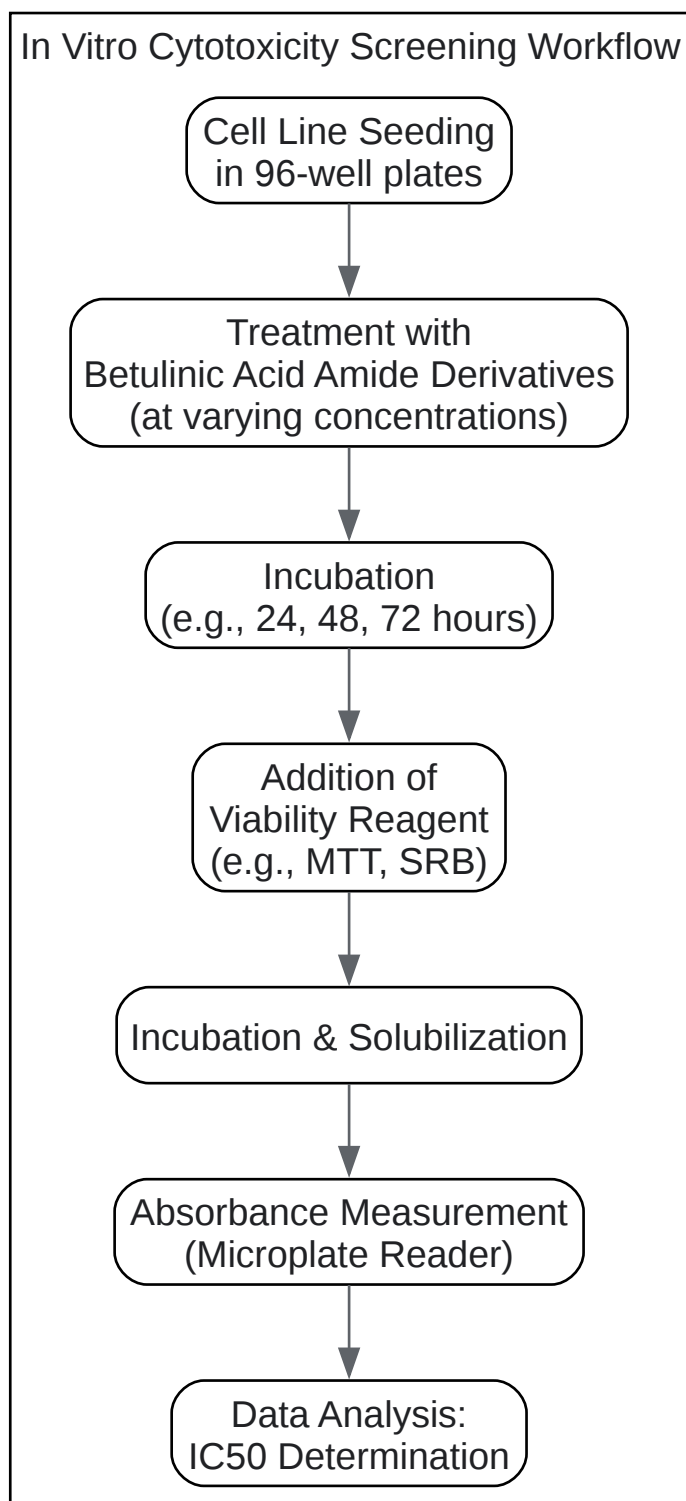 In Vitro Cytotoxicity Screening Workflow
Cell Line Seeding
in 96-well plates
Treatment with
Betulinic Acid Amide Derivatives
(at varying concentrations)
Incubation
(e.g., 24, 48, 72 hours)
Addition of
Viability Reagent
(e.g., MTT, SRB)
Incubation & Solubilization
Absorbance Measurement
(Microplate Reader)
Data Analysis:
IC50 Determination